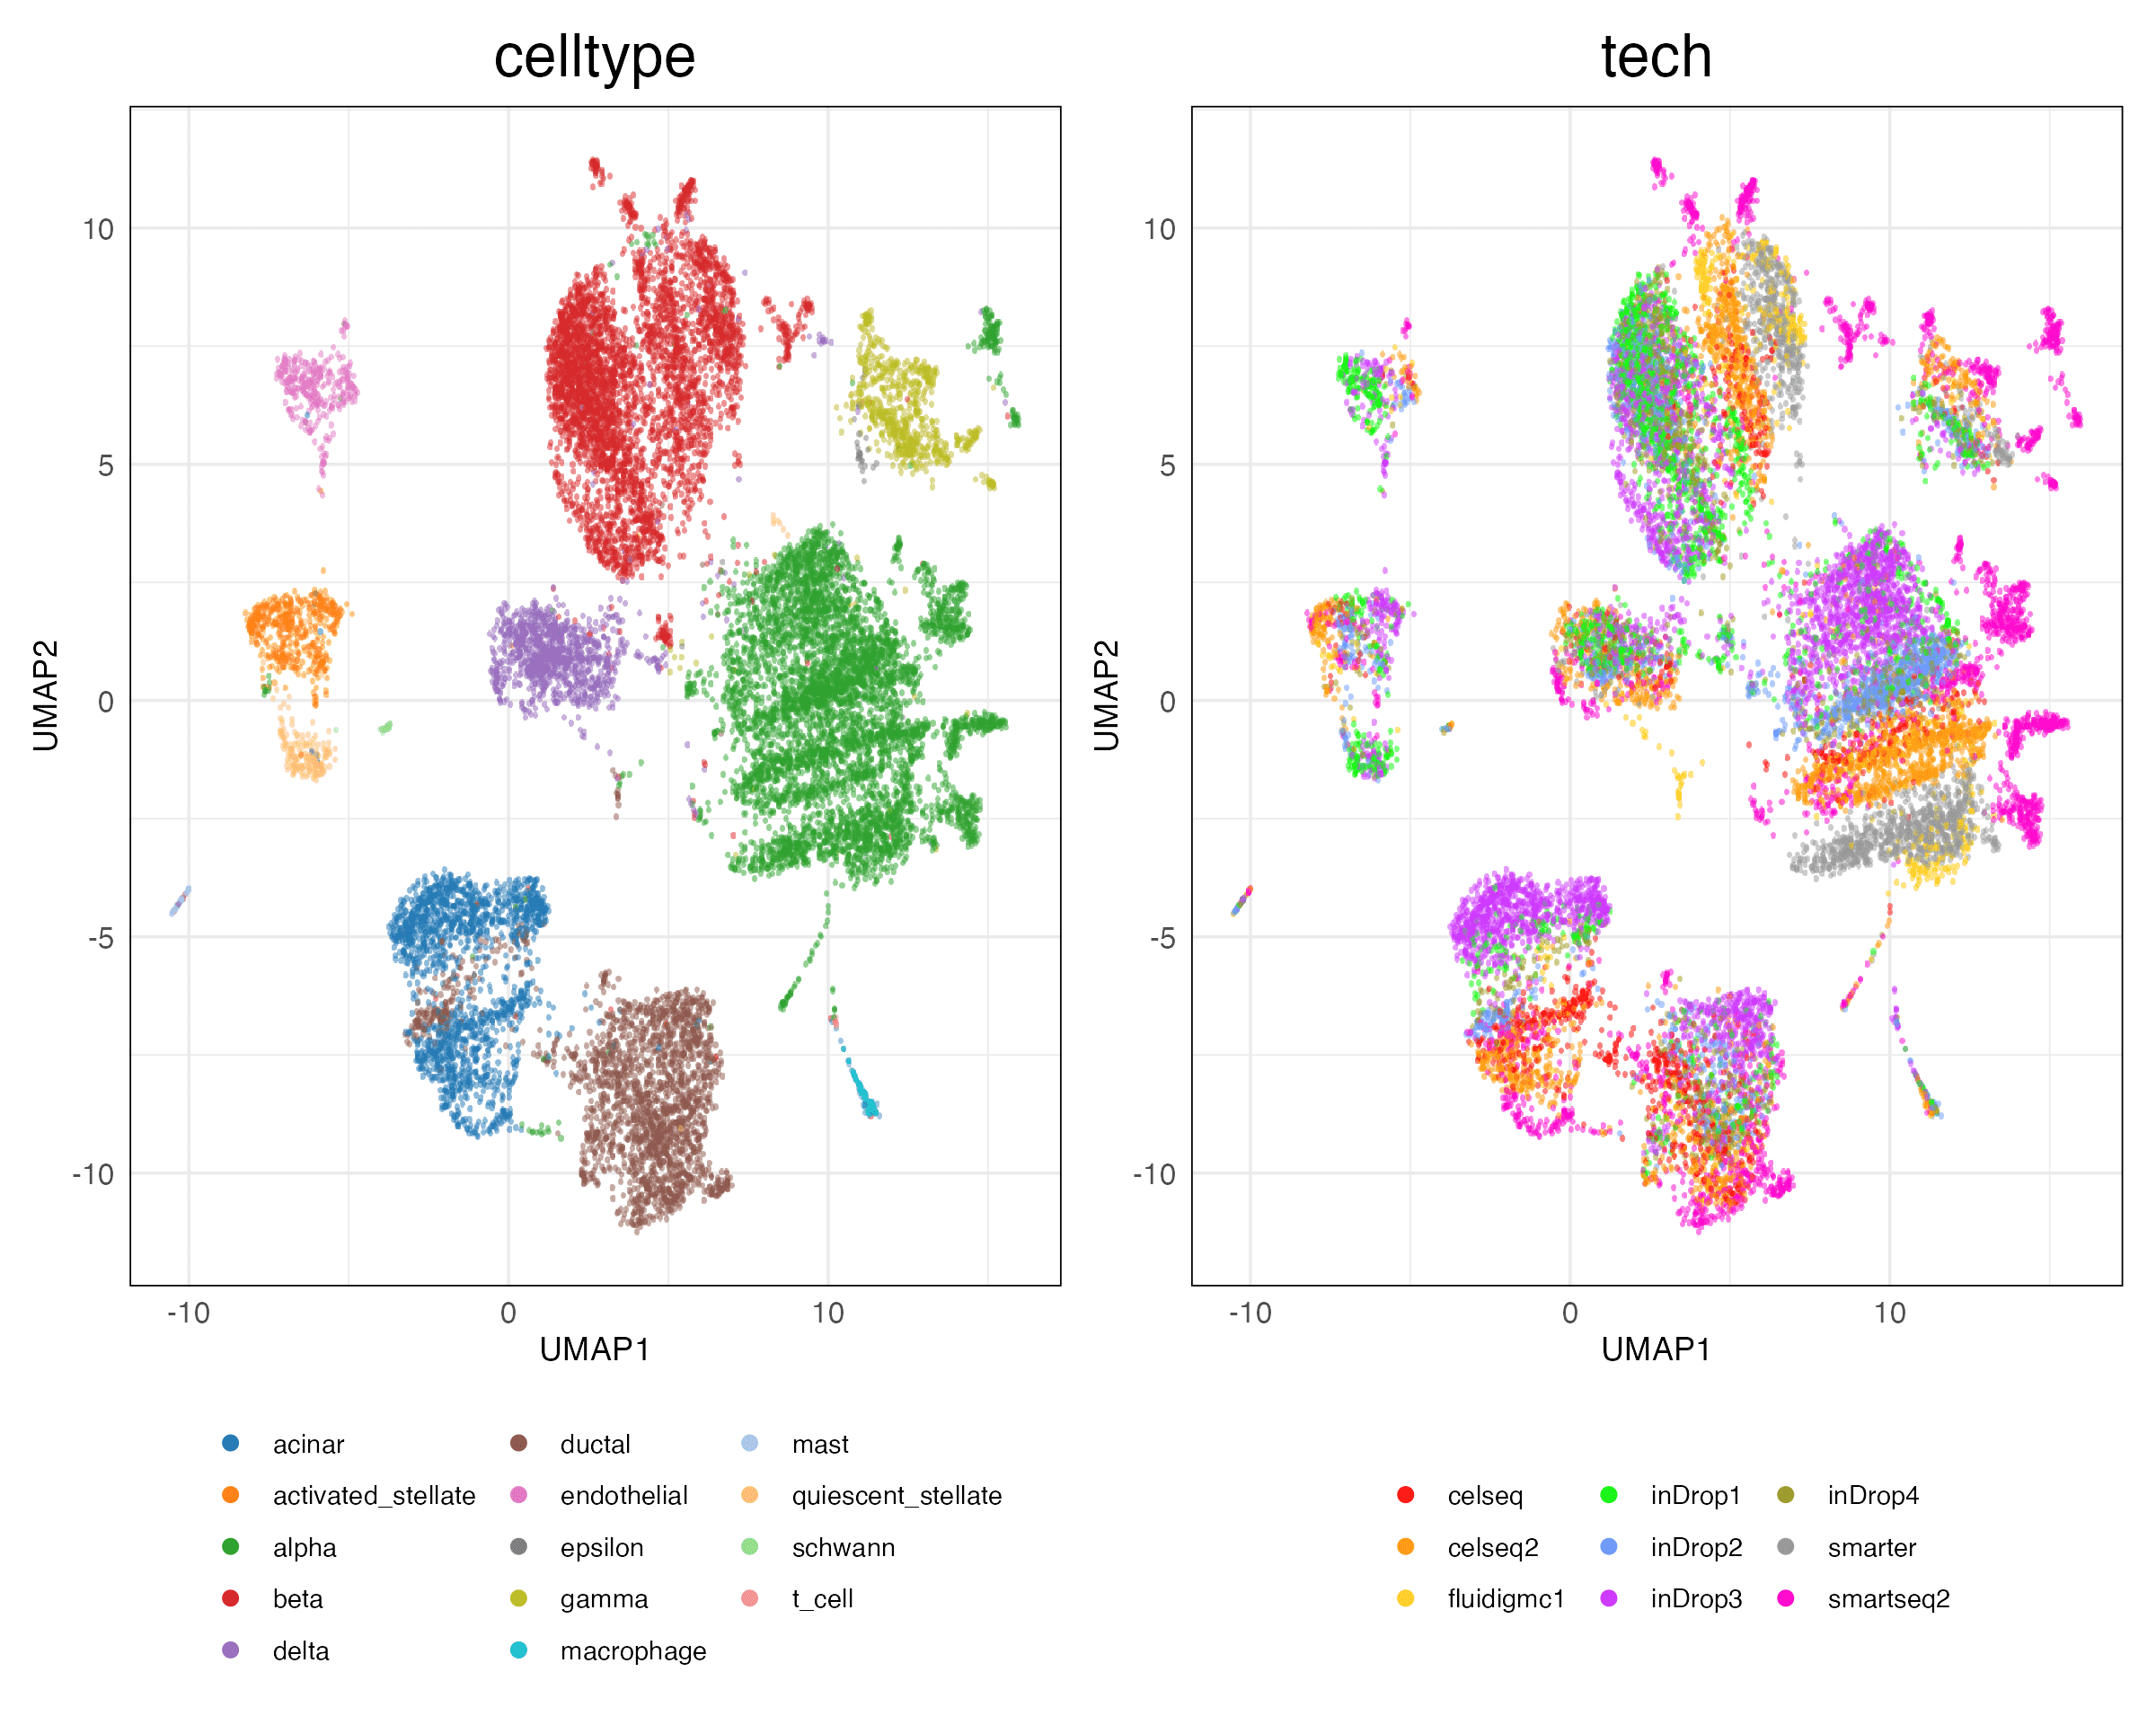 celltype
tech
10
5
0
-5
-10
UMAP2
-10
0
10
UMAP1
10
5
0
-5
-10
UMAP2
-10
0
10
UMAP1
acinar
activated_stellate
alpha
beta
delta
ductal
endothelial
epsilon
gamma
macrophage
mast
quiescent_stellate
schwann
t_cell
celseq
celseq2
fluidigmc1
inDrop1
inDrop2
inDrop3
inDrop4
smarter
smartseq2